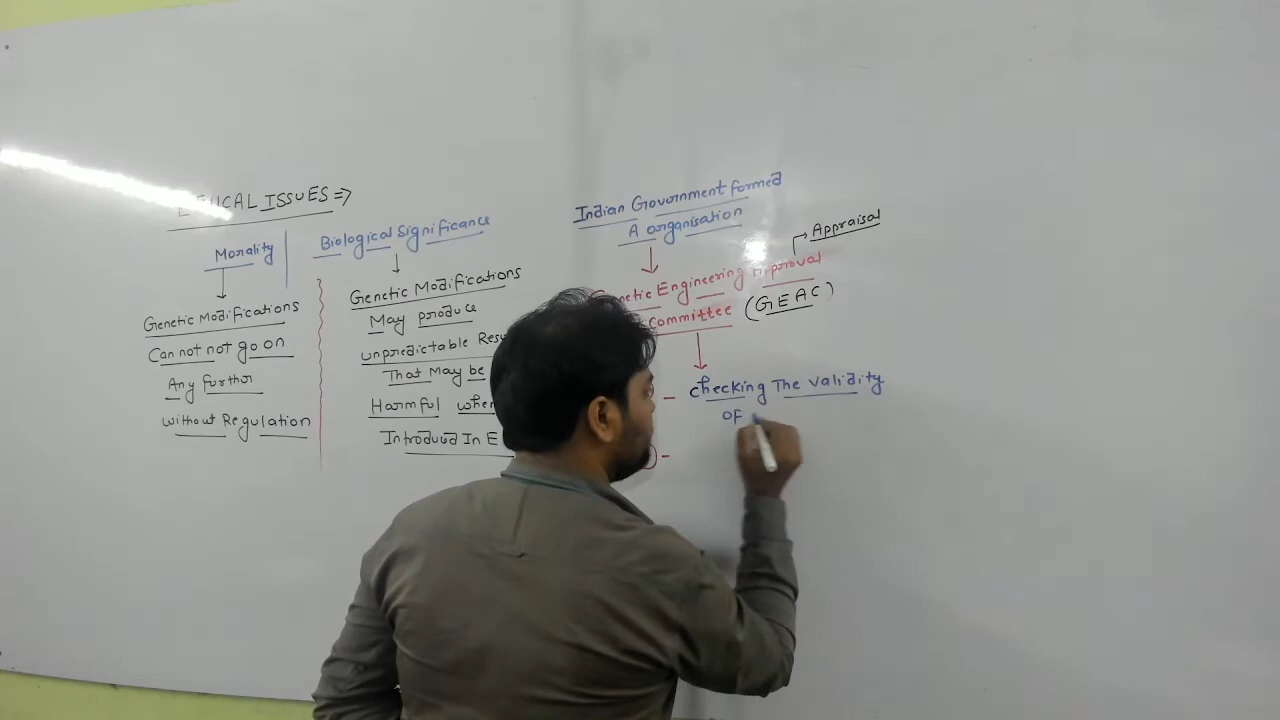 ISSUES =>
Morality
Biological Significance
Genetic Modifications
Can not not go on
Any further
without Regulation
Genetic Modifications
May produce
unpredictable
That May be
Harmful
Introduced In
Indian Government formed
A organisation
Appraisal
Engineering Approval
committee (GEAC)
checking The validity
of